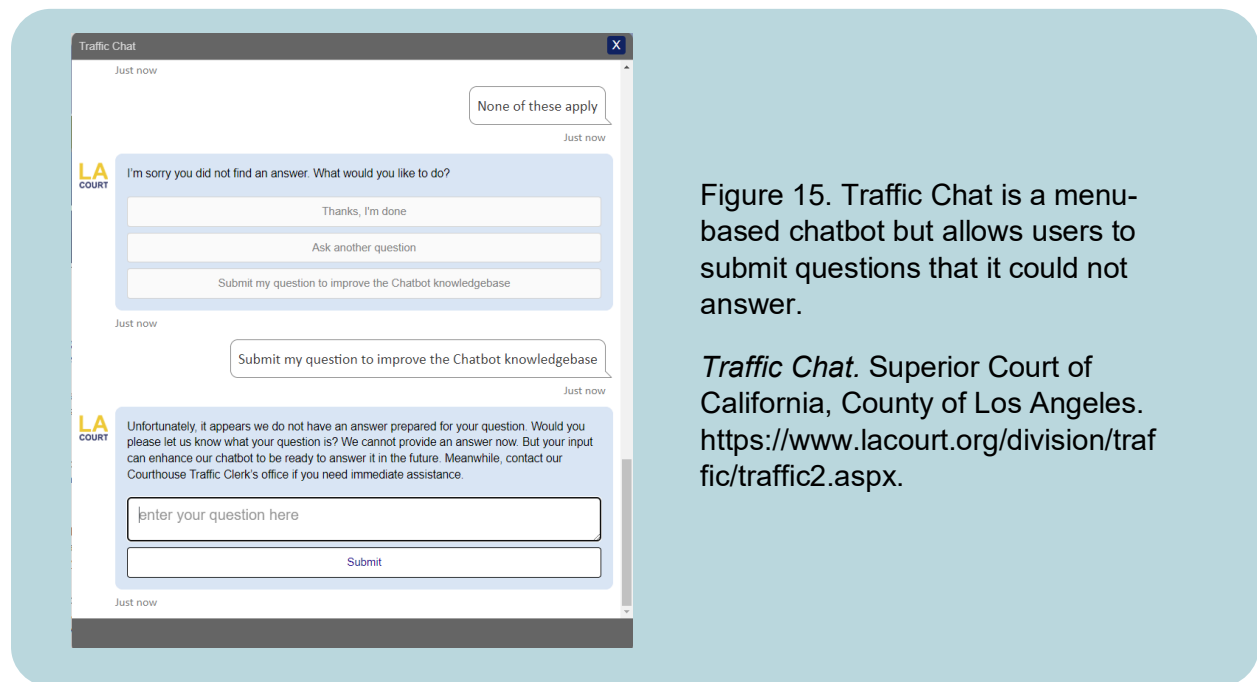 Traffic Chat
X
Just now
None of these apply
Just now
LA
COURT
I'm sorry you did not find an answer. What would you like to do?
Thanks, I'm done
Ask another question
Submit my question to improve the Chatbot knowledgebase
Just now
Submit my question to improve the Chatbot knowledgebase
Just now
LA
COURT
Unfortunately, it appears we do not have an answer prepared for your question. Would you
please let us know what your question is? We cannot provide an answer now. But your input
can enhance our chatbot to be ready to answer it in the future. Meanwhile, contact our
Courthouse Traffic Clerk's office if you need immediate assistance.
enter your question here
Submit
Just now
Figure 15. Traffic Chat is a menu-
based chatbot but allows users to
submit questions that it could not
answer.
Traffic Chat. Superior Court of
California, County of Los Angeles.
https://www.lacourt.org/division/traf
fic/traffic2.aspx.